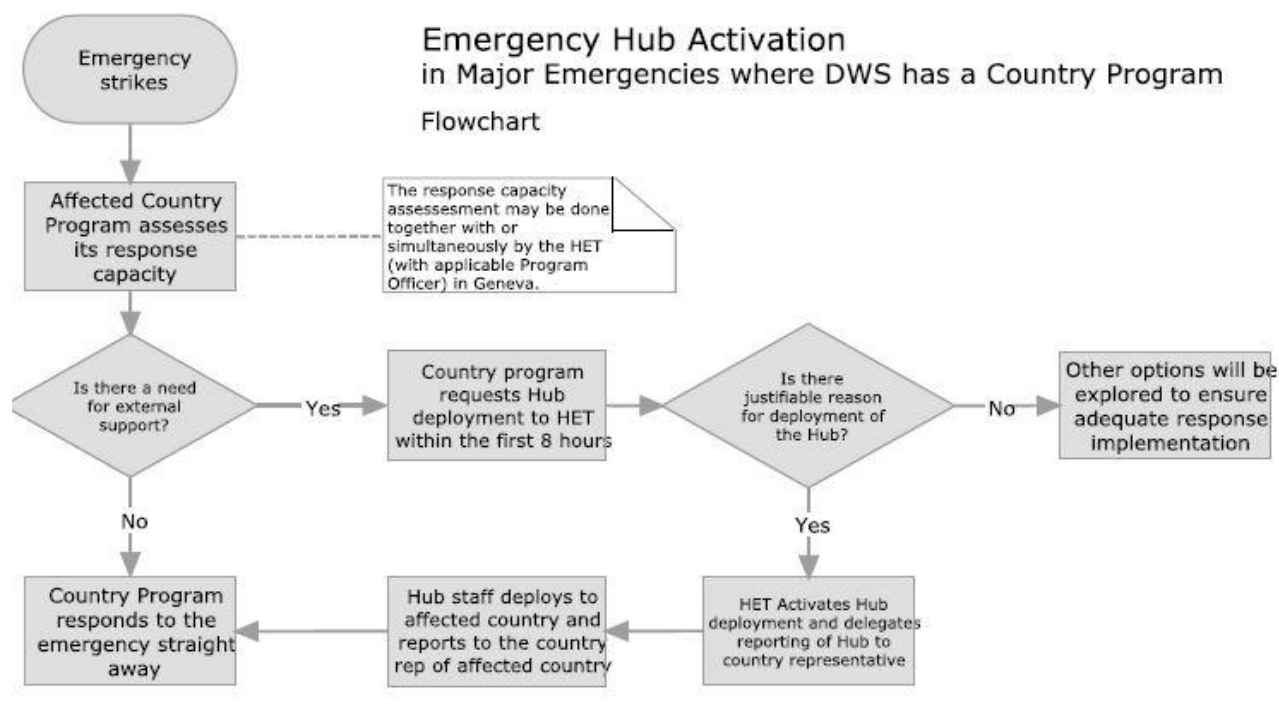 Emergency Hub Activation
in Major Emergencies where DWS has a Country Program
Flowchart
Emergency
strikes
Affected Country
Program assesses
its response
capacity
The response capacity
assessesment may be done
together with or
simultaneously by the HET
(with applicable Program
Officer) in Geneva.
Is there a need
for external
support?
Yes
Country program
requests Hub
deployment to HET
within the first 8 hours
Is there
justifiable reason
for deployment of
the Hub?
No
Other options will be
explored to ensure
adequate response
implementation
No
Yes
Country Program
responds to the
emergency straight
away
Hub staff deploys to
affected country and
reports to the country
rep of affected country
HET Activates Hub
deployment and delegates
reporting of Hub to
country representative